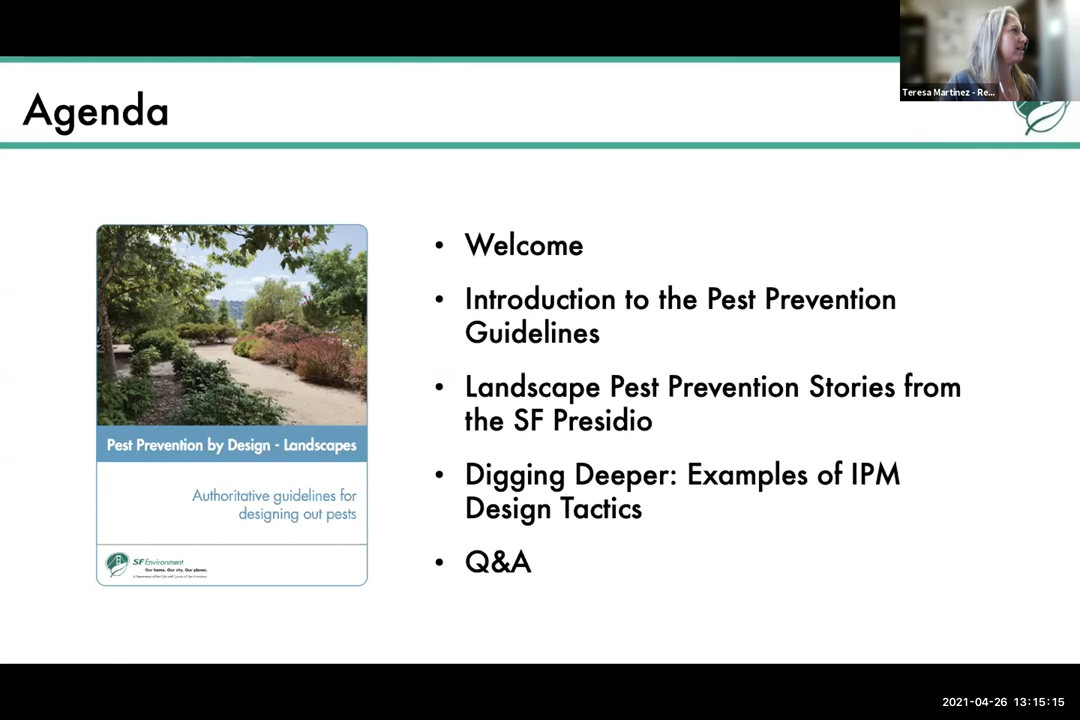 Teresa Martinez - Re...
Agenda
Welcome
Introduction to the Pest Prevention
Guidelines
Landscape Pest Prevention Stories from
the SF Presidio
Digging Deeper: Examples of IPM
Design Tactics
Q&A
Pest Prevention by Design - Landscapes
Authoritative guidelines for
designing out pests
SF Environment
Our home. Our city. Our planet.
A Department of the City and County of San Francisco
2021-04-26 13:15:15